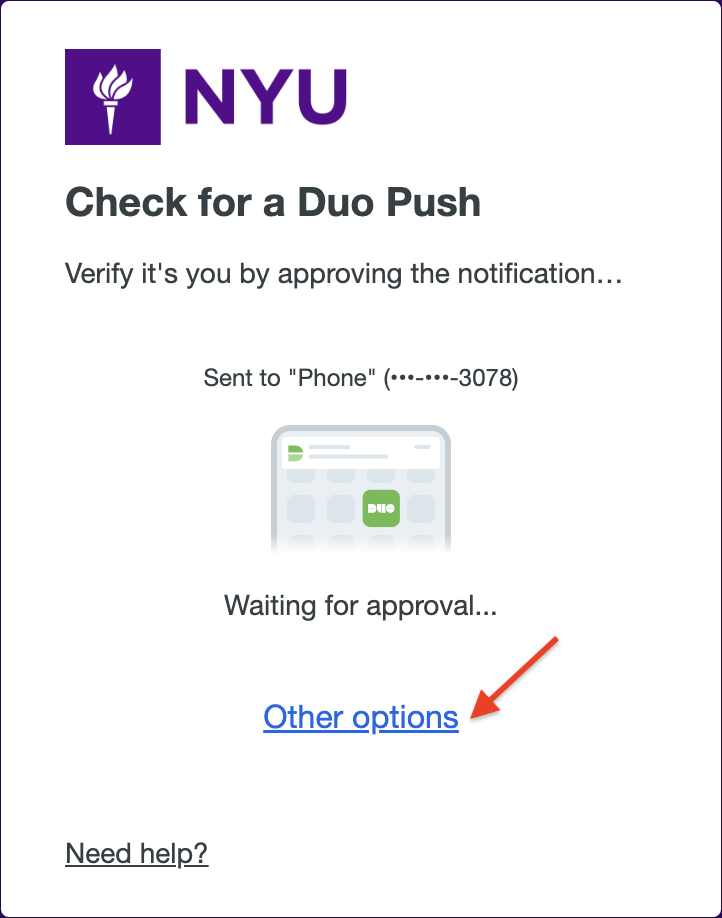 NYU
Check for a Duo Push
Verify it's you by approving the notification…
Sent to "Phone" (•••-•••-3078)
DUO
Waiting for approval...
Other options
Need help?